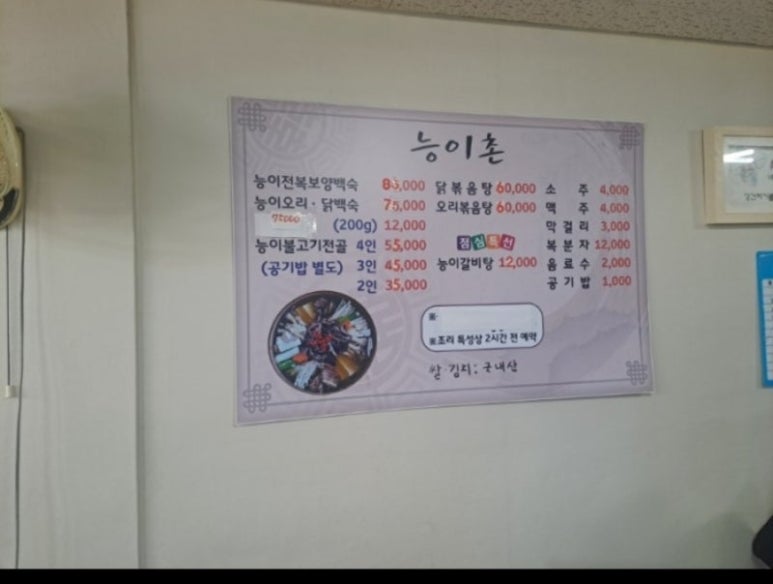 능이촌
능이전복보양백숙 80,000
능이오리·닭백숙 75,000
(200g) 12,000
능이불고기전골 4인 55,000
(공기밥 별도) 3인 45,000
2인 35,000
닭볶음탕 60,000
오리볶음탕 60,000
점심특선
능이갈비탕 12,000
소주 4,000
맥주 4,000
막걸리 3,000
복분자 12,000
음료수 2,000
공기밥 1,000
※
※조리 특성상 2시간 전 예약
쌀·김치: 국내산